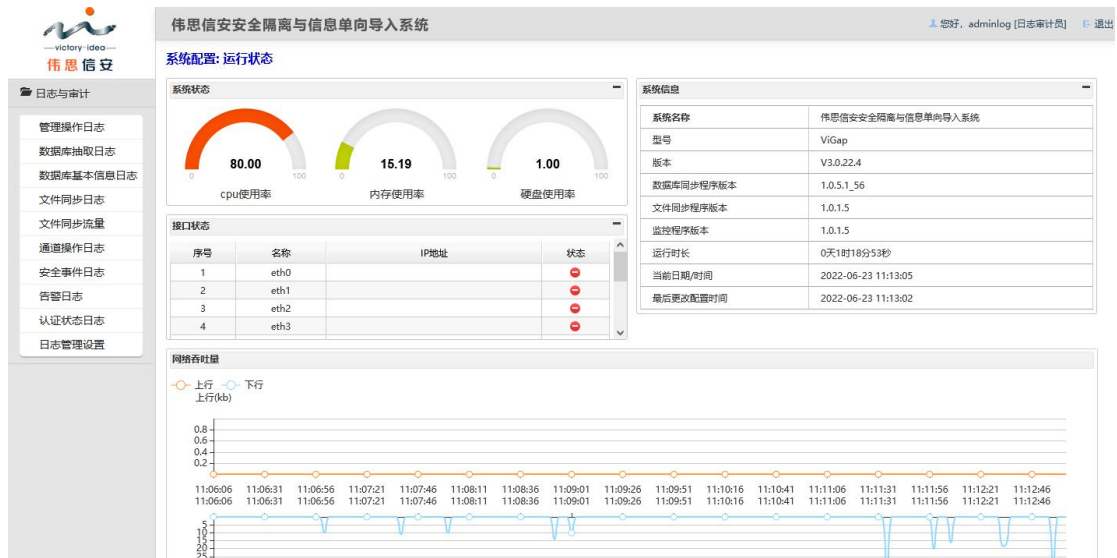 victory-idea
伟思信安
伟思信安安全隔离与信息单向导入系统
您好, adminlog [日志审计员]
退出
日志与审计
管理操作日志
数据库抽取日志
数据库基本信息日志
文件同步日志
文件同步流量
通道操作日志
安全事件日志
告警日志
认证状态日志
日志管理设置
系统配置: 运行状态
系统状态
80.00
0 100
cpu使用率
15.19
0 100
内存使用率
1.00
0 100
硬盘使用率
接口状态
序号 名称 IP地址 状态
1 eth0
2 eth1
3 eth2
4 eth3
系统信息
系统名称 伟思信安安全隔离与信息单向导入系统
型号 ViGap
版本 V3.0.22.4
数据库同步程序版本 1.0.5.1_56
文件同步程序版本 1.0.1.5
监控程序版本 1.0.1.5
运行时长 0天1时18分53秒
当前日期/时间 2022-06-23 11:13:05
最后更改配置时间 2022-06-23 11:13:02
网络吞吐量
上行 下行
上行(kb)
0.8
0.6
0.4
0.2
11:06:06 11:06:31 11:06:56 11:07:21 11:07:46 11:08:11 11:08:36 11:09:01 11:09:26 11:09:51 11:10:16 11:10:41 11:11:06 11:11:31 11:11:56 11:12:21 11:12:46
11:06:06 11:06:31 11:06:56 11:07:21 11:07:46 11:08:11 11:08:36 11:09:01 11:09:26 11:09:51 11:10:16 11:10:41 11:11:06 11:11:31 11:11:56 11:12:21 11:12:46
5
10
15
20
25